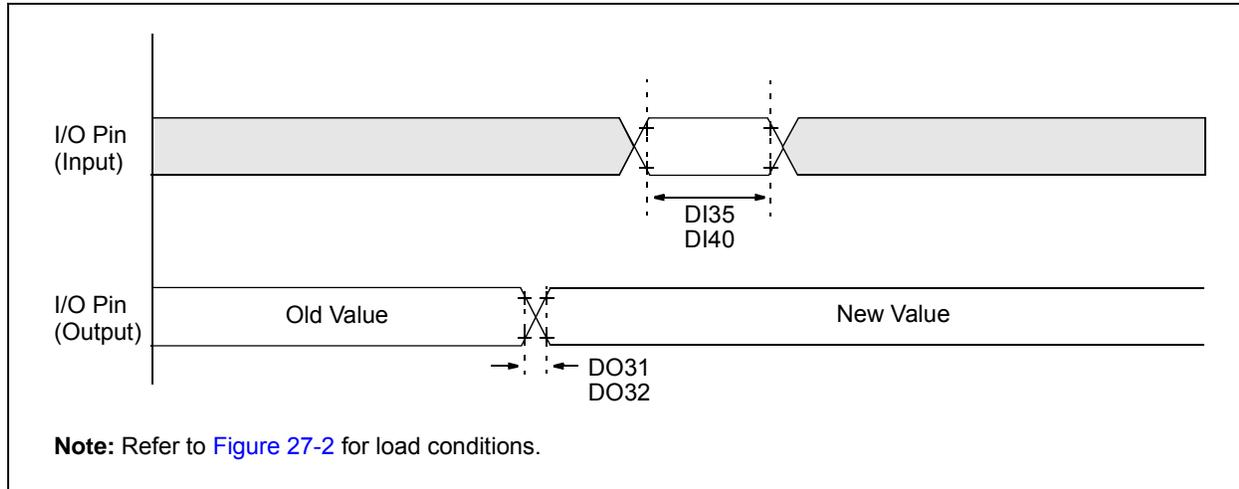 I/O Pin
(Input)
DI35
DI40
I/O Pin
(Output)
Old Value
New Value
DO31
DO32
Note: Refer to Figure 27-2 for load conditions.